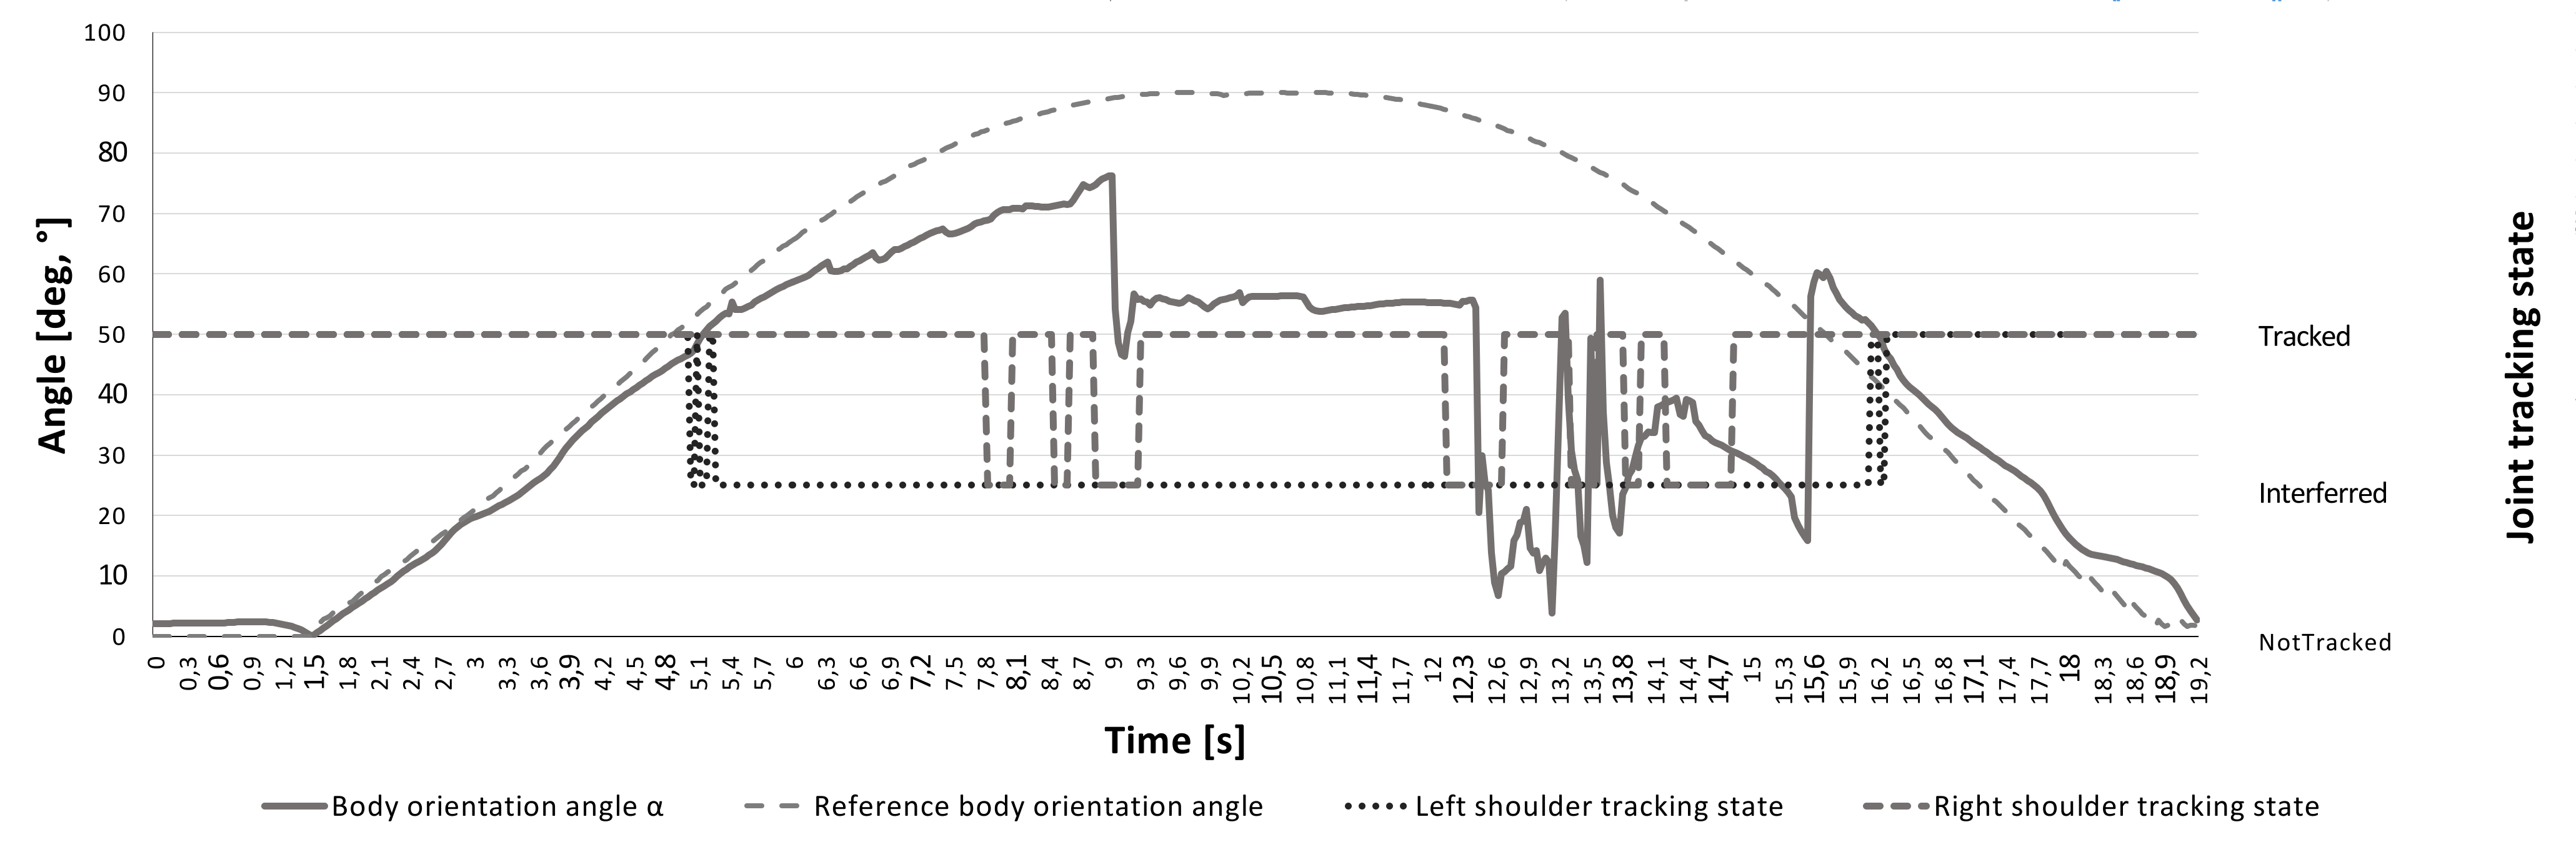 100
90
80
70
60
50
40
30
20
10
0
Angle [deg, °]
Tracked
Interferred
NotTracked
Joint tracking state
0 0,3 0,6 0,9 1,2 1,5 1,8 2,1 2,4 2,7 3 3,3 3,6 3,9 4,2 4,5 4,8 5,1 5,4 5,7 6 6,3 6,6 6,9 7,2 7,5 7,8 8,1 8,4 8,7 9 9,3 9,6 9,9 10,2 10,5 10,8 11,1 11,4 11,7 12 12,3 12,6 12,9 13,2 13,5 13,8 14,1 14,4 14,7 15 15,3 15,6 15,9 16,2 16,5 16,8 17,1 17,4 17,7 18 18,3 18,6 18,9 19,2
Time [s]
Body orientation angle α Reference body orientation angle Left shoulder tracking state Right shoulder tracking state